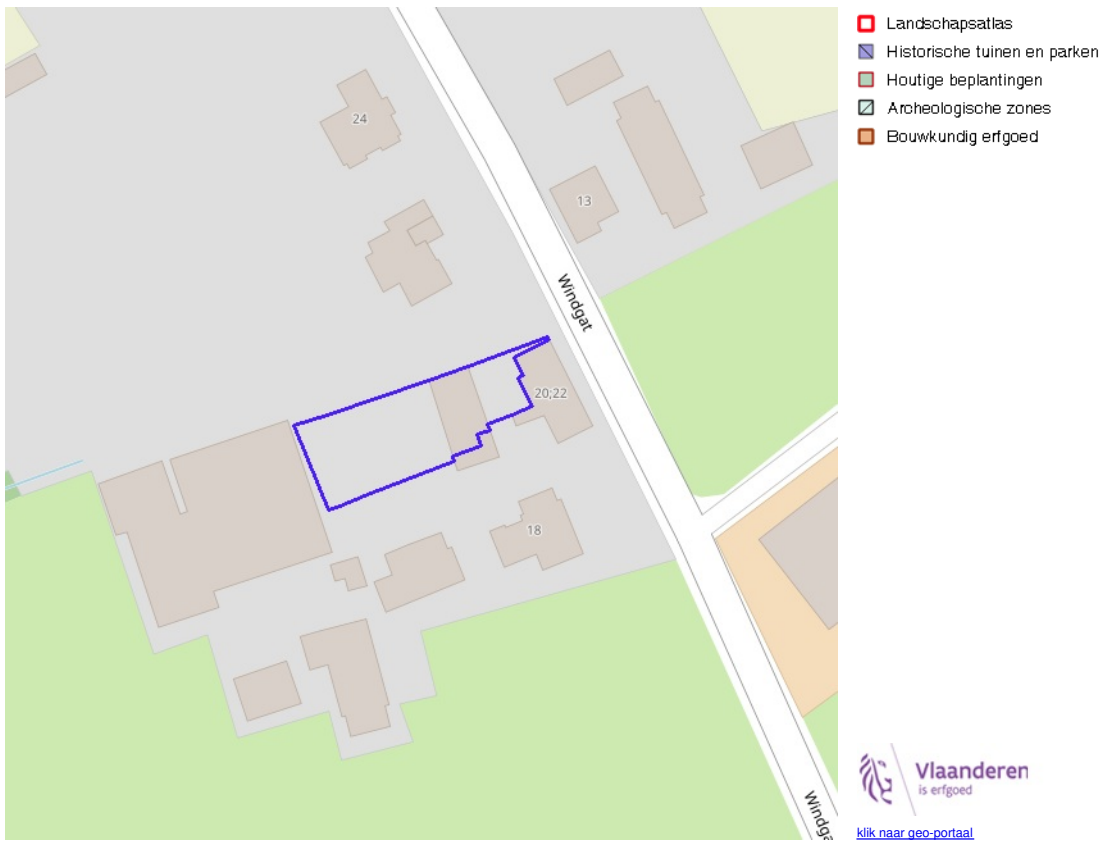 Landschapsatlas
Historische tuinen en parken
Houtige beplantingen
Archeologische zones
Bouwkundig erfgoed
24
13
Windgat
20;22
18
Windga
Vlaanderen
is erfgoed
klik naar geo-portaal